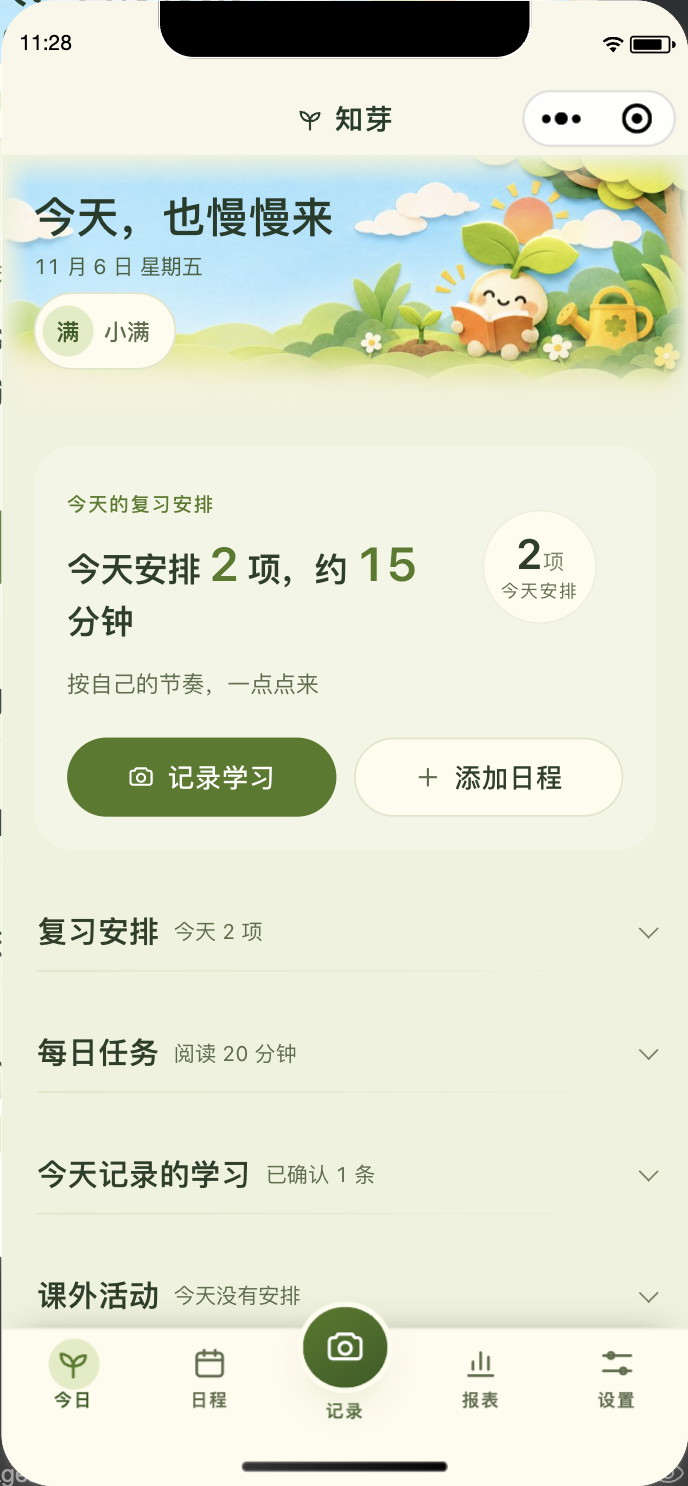 11:28
知芽
今天，也慢慢来
11 月 6 日 星期五
满 小满
今天的复习安排
今天安排 2 项，约 15
分钟
2项
今天安排
按自己的节奏，一点点来
记录学习
添加日程
复习安排 今天 2 项
每日任务 阅读 20 分钟
今天记录的学习 已确认 1 条
课外活动 今天没有安排
今日
日程
记录
报表
设置